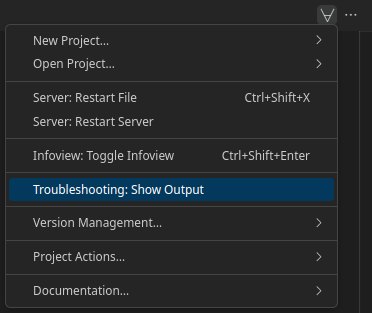 ∀ ...
New Project...
Open Project...
Server: Restart File Ctrl+Shift+X
Server: Restart Server
Infoview: Toggle Infoview Ctrl+Shift+Enter
Troubleshooting: Show Output
Version Management...
Project Actions...
Documentation...